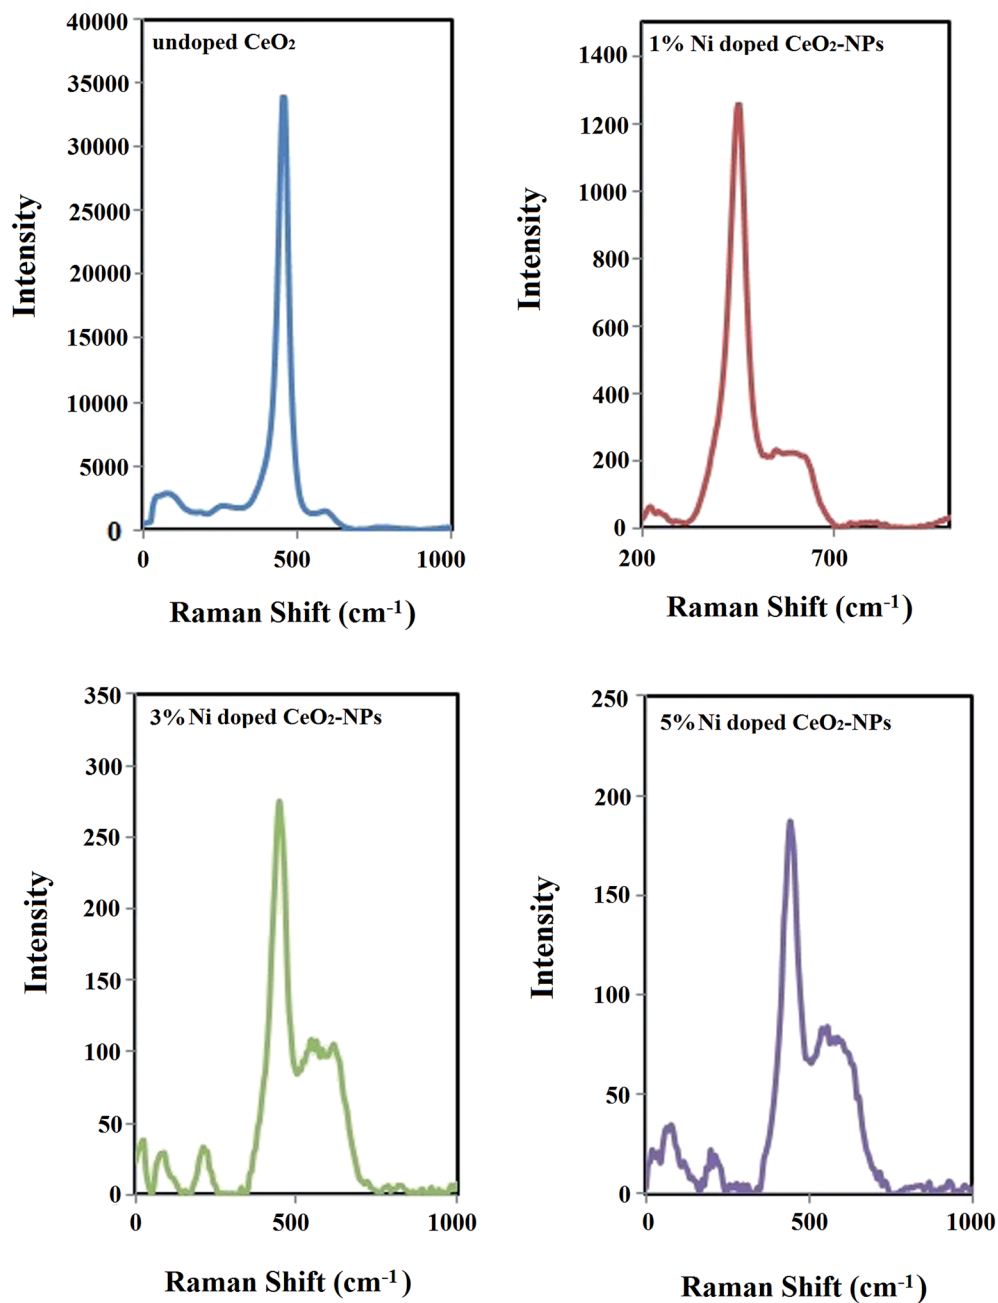 undoped CeO₂
40000
35000
30000
25000
20000
15000
10000
5000
0
0 500 1000
Intensity
Raman Shift (cm⁻¹)
1% Ni doped CeO₂-NPs
1400
1200
1000
800
600
400
200
0
200 700
Intensity
Raman Shift (cm⁻¹)
3% Ni doped CeO₂-NPs
350
300
250
200
150
100
50
0
0 500 1000
Intensity
Raman Shift (cm⁻¹)
5% Ni doped CeO₂-NPs
250
200
150
100
50
0
0 500 1000
Intensity
Raman Shift (cm⁻¹)